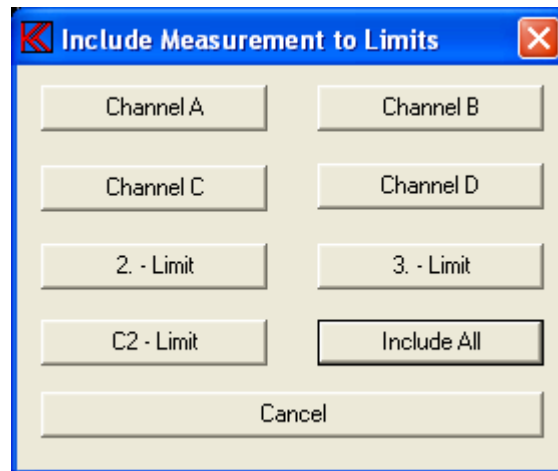 Include Measurement to Limits
Channel A
Channel B
Channel C
Channel D
2. - Limit
3. - Limit
C2 - Limit
Include All
Cancel